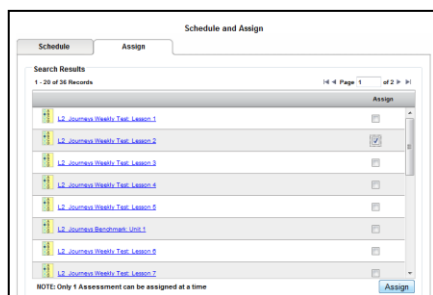 Schedule and Assign
Schedule Assign
Search Results
1 - 20 of 36 Records Page 1 of 2
Assign
L2 Journeys Weekly Test: Lesson 1
L2 Journeys Weekly Test: Lesson 2
L2 Journeys Weekly Test: Lesson 3
L2 Journeys Weekly Test: Lesson 4
L2 Journeys Weekly Test: Lesson 5
L2 Journeys Benchmark: Unit 1
L2 Journeys Weekly Test: Lesson 6
L2 Journeys Weekly Test: Lesson 7
NOTE: Only 1 Assessment can be assigned at a time Assign